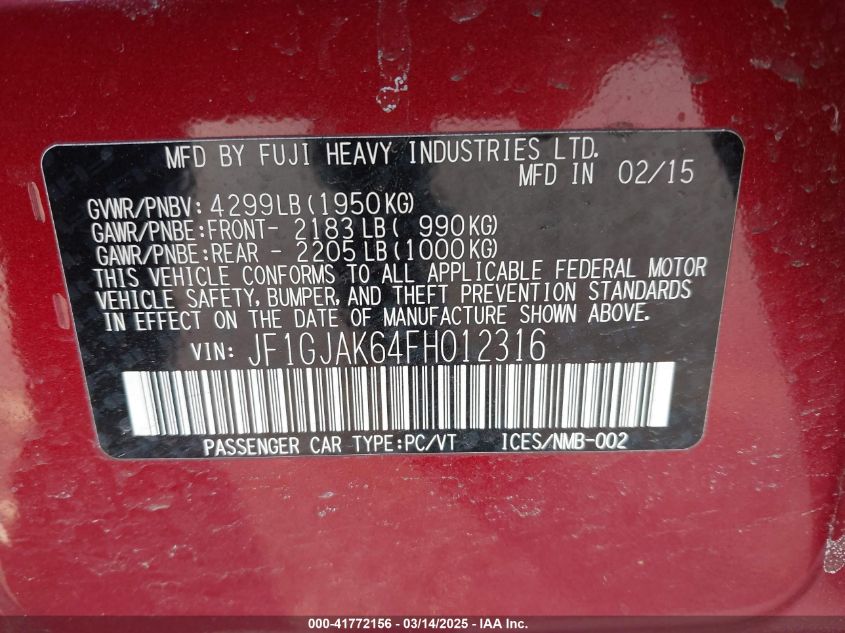 MFD BY FUJI HEAVY INDUSTRIES LTD.
MFD IN 02/15
GVWR/PNBV: 4299LB(1950KG)
GAWR/PNBE:FRONT- 2183LB( 990KG)
GAWR/PNBE:REAR - 2205LB(1000KG)
THIS VEHICLE CONFORMS TO ALL APPLICABLE FEDERAL MOTOR
VEHICLE SAFETY, BUMPER, AND THEFT PREVENTION STANDARDS
IN EFFECT ON THE DATE OF MANUFACTURE SHOWN ABOVE.
VIN: JF1GJAK64FH012316
PASSENGER CAR TYPE:PC/VT ICES/NMB-002
000-41772156 - 03/14/2025 - IAA Inc.